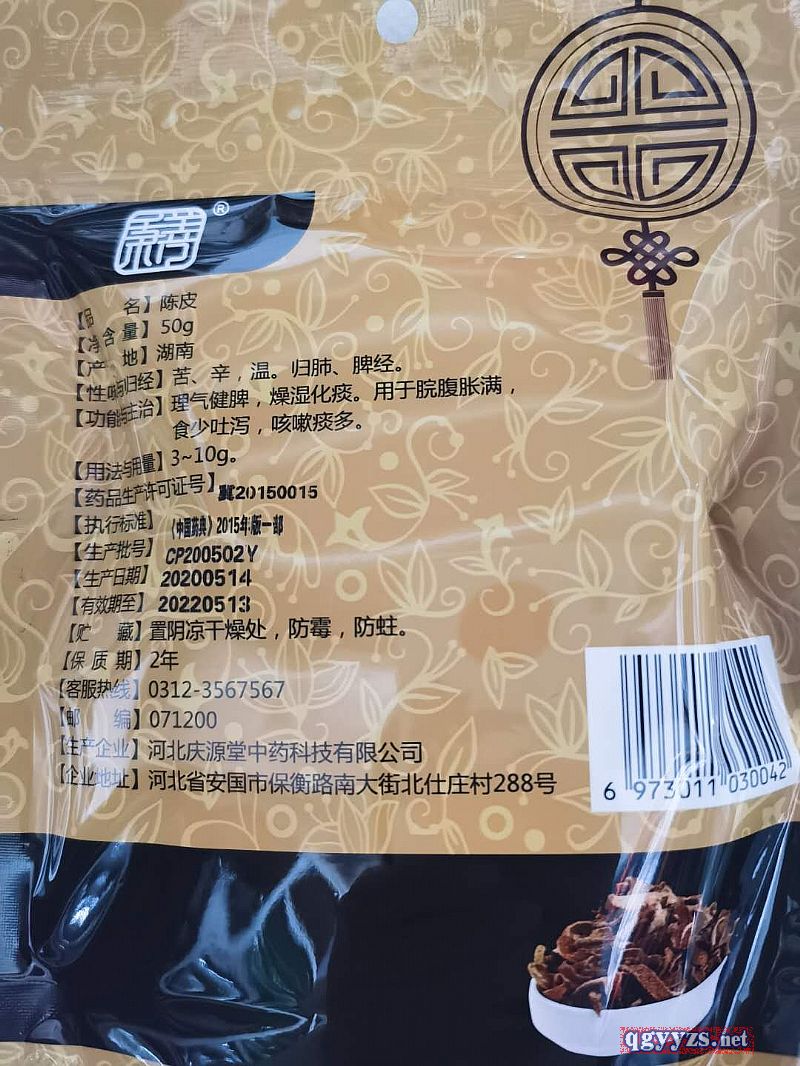 ®
【品名】陈皮
【净含量】50g
【产地】湖南
【性味与归经】苦、辛，温。归肺、脾经。
【功能与主治】理气健脾，燥湿化痰。用于脘腹胀满，
食少吐泻，咳嗽痰多。
【用法与用量】3~10g。
【药品生产许可证号】冀20150015
【执行标准】《中国药典》2015年版一部
【生产批号】CP200502Y
【生产日期】20200514
【有效期至】20220513
【贮藏】置阴凉干燥处，防霉，防蛀。
【保质期】2年
【客服热线】0312-3567567
【邮编】071200
【生产企业】河北庆源堂中药科技有限公司
【企业地址】河北省安国市保衡路南大街北仕庄村288号
6 973011 030042
qgyyzs.net